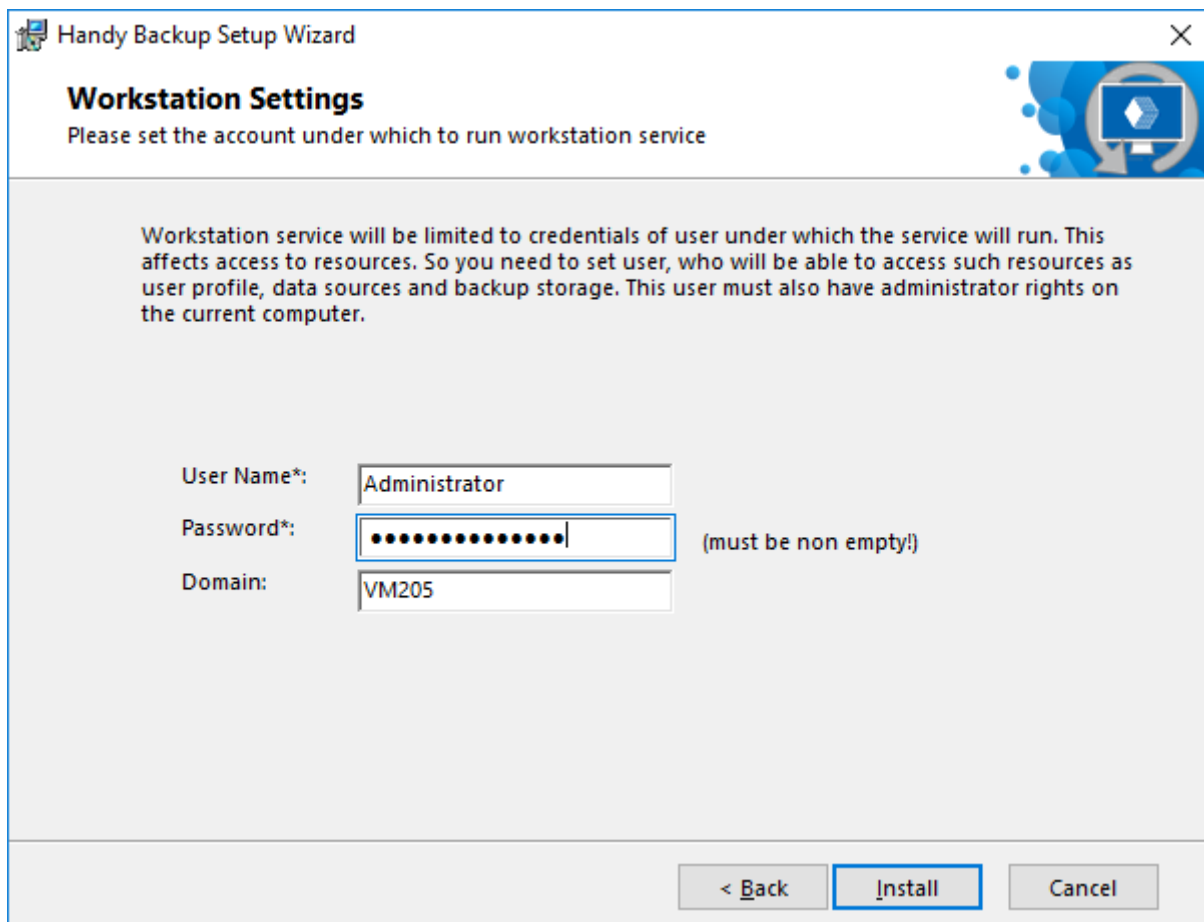 Handy Backup Setup Wizard
Workstation Settings
Please set the account under which to run workstation service
Workstation service will be limited to credentials of user under which the service will run. This
affects access to resources. So you need to set user, who will be able to access such resources as
user profile, data sources and backup storage. This user must also have administrator rights on
the current computer.
User Name*: Administrator
Password*: ●●●●●●●●●●●●●● (must be non empty!)
Domain: VM205
< Back Install Cancel